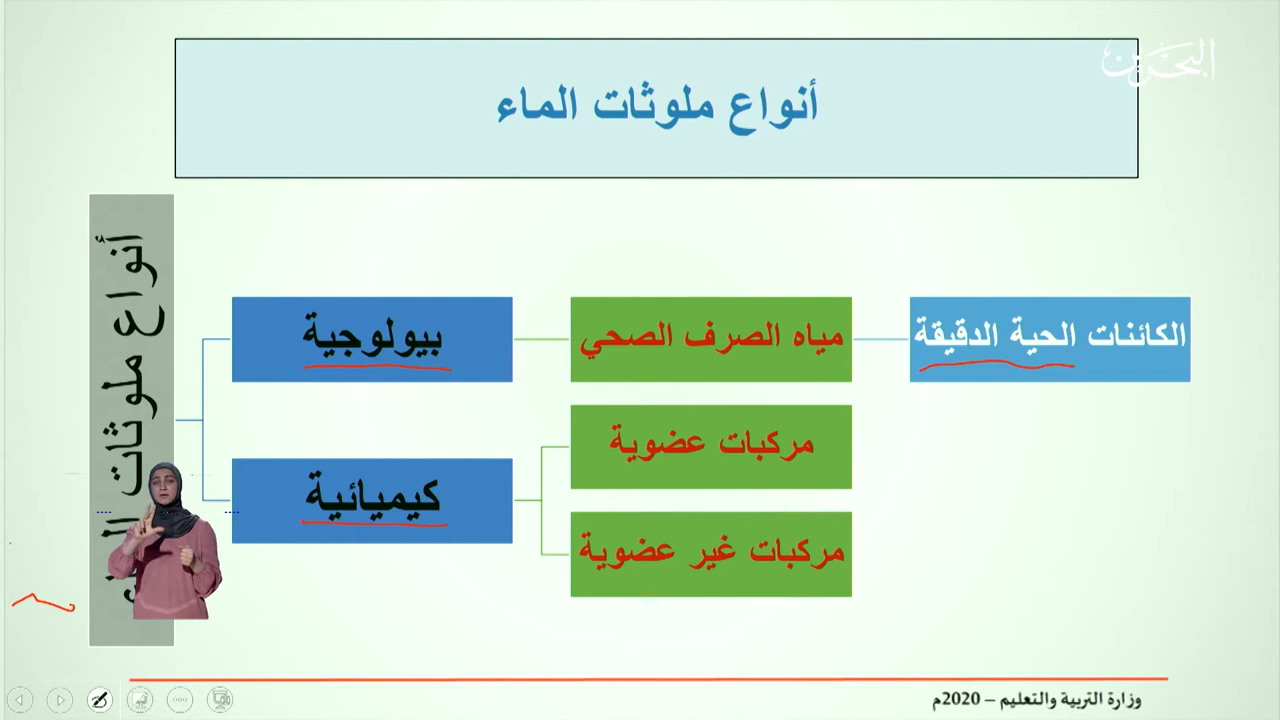 البحرين
أنواع ملوثات الماء
أنواع ملوثات
بيولوجية
مياه الصرف الصحي
الكائنات الحية الدقيقة
كيميائية
مركبات عضوية
مركبات غير عضوية
وزارة التربية والتعليم – 2020م